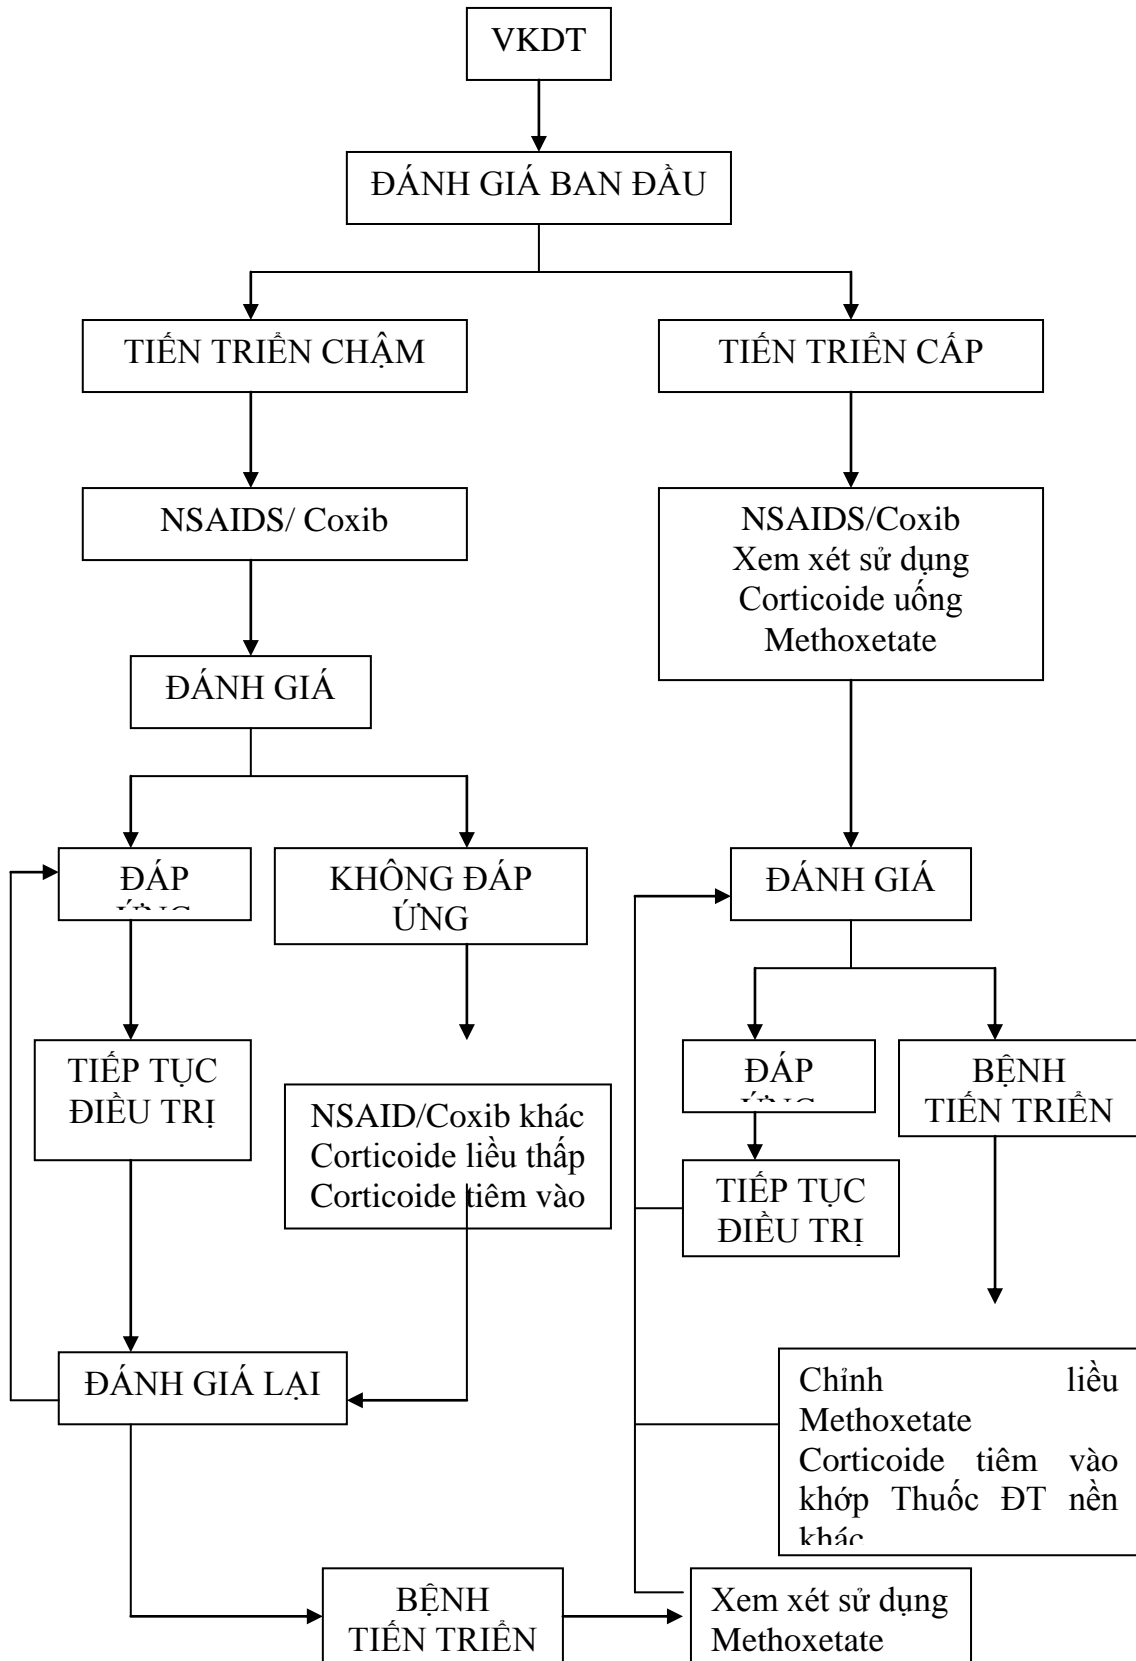 VKDT
ĐÁNH GIÁ BAN ĐẦU
TIẾN TRIỂN CHẬM
TIẾN TRIỂN CẤP
NSAIDS/ Coxib
NSAIDS/Coxib
Xem xét sử dụng
Corticoide uống
Methoxetate
ĐÁNH GIÁ
ĐÁP
ỨNG
KHÔNG ĐÁP
ỨNG
ĐÁNH GIÁ
TIẾP TỤC
ĐIỀU TRỊ
NSAID/Coxib khác
Corticoide liều thấp
Corticoide tiêm vào
ĐÁP
ỨNG
BỆNH
TIẾN TRIỂN
TIẾP TỤC
ĐIỀU TRỊ
ĐÁNH GIÁ LẠI
Chỉnh liều
Methoxetate
Corticoide tiêm vào
khớp Thuốc ĐT nền
khác
BỆNH
TIẾN TRIỂN
Xem xét sử dụng
Methoxetate